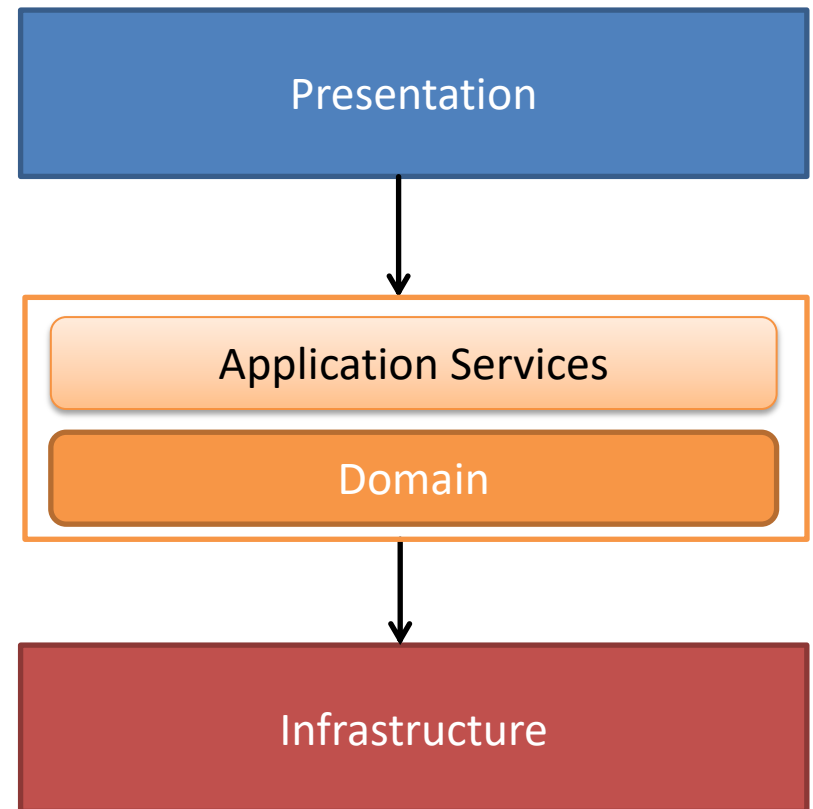 Presentation
Application Services
Domain
Infrastructure